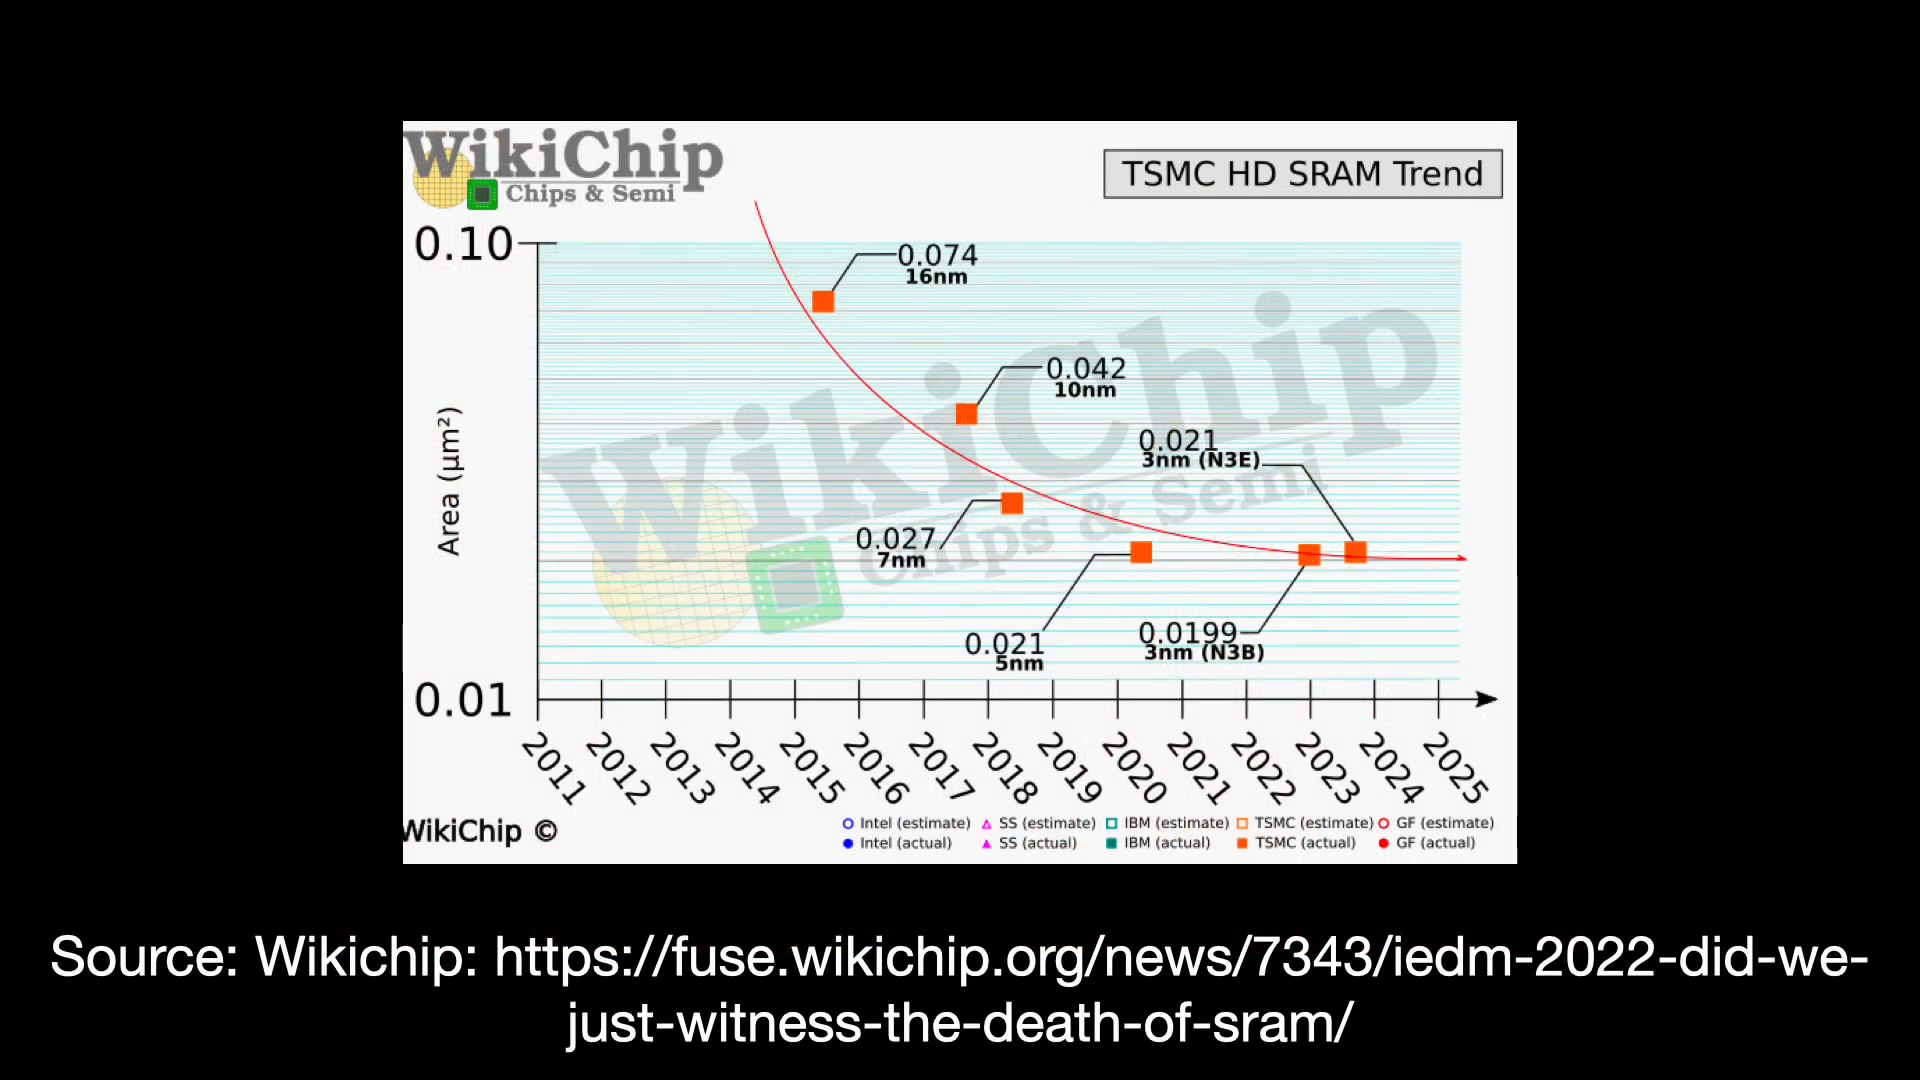 WikiChip
Chips & Semi
TSMC HD SRAM Trend
0.10
0.074
16nm
0.042
10nm
0.021
3nm (N3E)
0.027
7nm
0.021
5nm
0.0199
3nm (N3B)
Area (µm²)
WikiChip
Chips & Semi
0.01
2011
2012
2013
2014
2015
2016
2017
2018
2019
2020
2021
2022
2023
2024
2025
WikiChip ©
Intel (estimate) SS (estimate) IBM (estimate) TSMC (estimate) GF (estimate)
Intel (actual) SS (actual) IBM (actual) TSMC (actual) GF (actual)
Source: Wikichip: https://fuse.wikichip.org/news/7343/iedm-2022-did-we-
just-witness-the-death-of-sram/